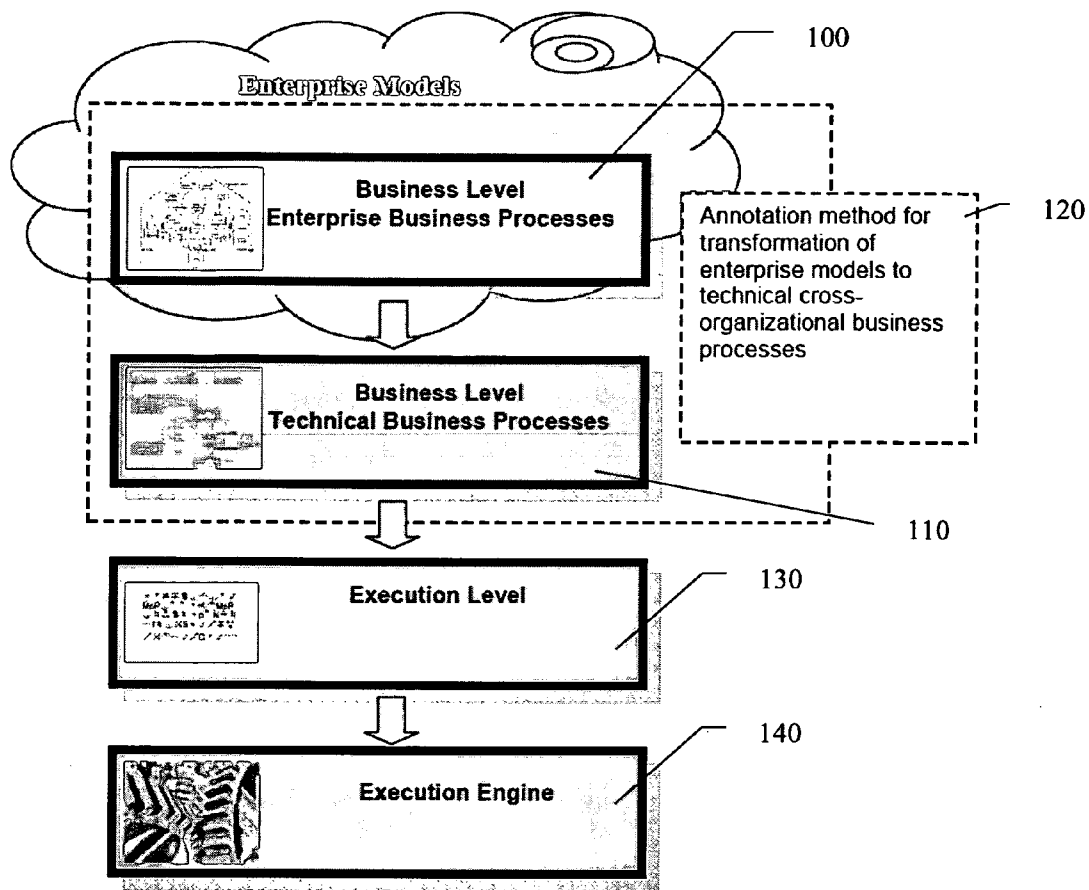 100
Enterprise Models
Business Level
Enterprise Business Processes
Annotation method for
transformation of
enterprise models to
technical cross-
organizational business
processes
120
Business Level
Technical Business Processes
110
Execution Level
130
Execution Engine
140